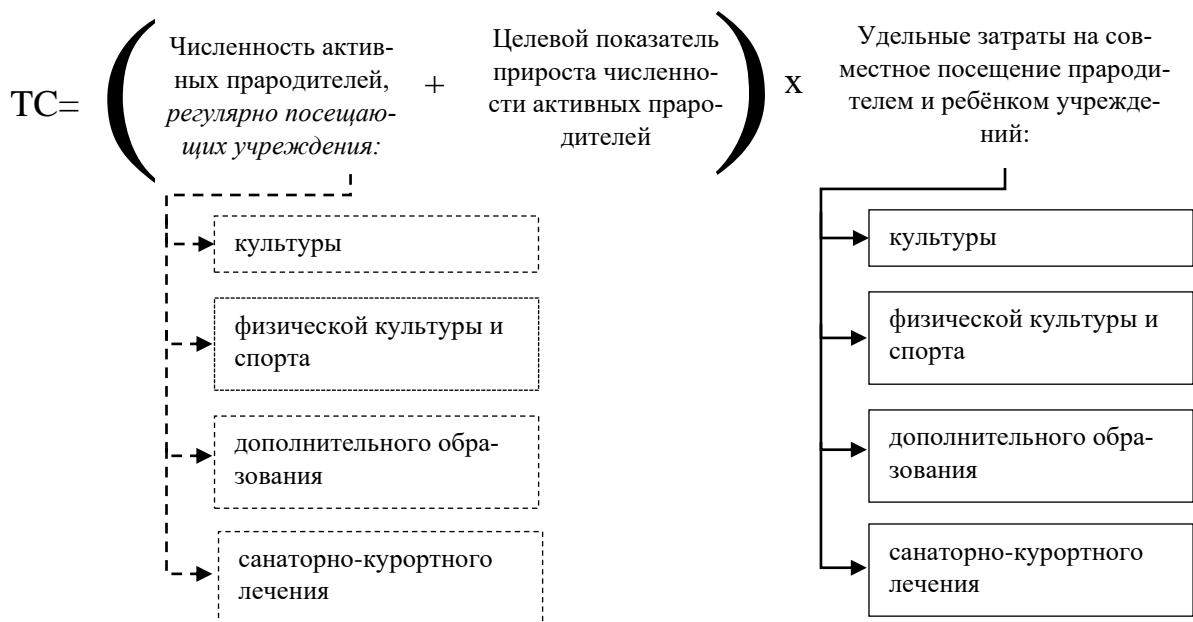 ТС=
(
Численность актив-
ных прародителей,
регулярно посещаю-
щих учреждения:
+
Целевой показатель
прироста численно-
сти активных праро-
дителей
)
х
Удельные затраты на сов-
местное посещение прароди-
телем и ребёнком учрежде-
ний:
культуры
физической культуры и
спорта
дополнительного обра-
зования
санаторно-курортного
лечения
культуры
физической культуры и
спорта
дополнительного обра-
зования
санаторно-курортного
лечения